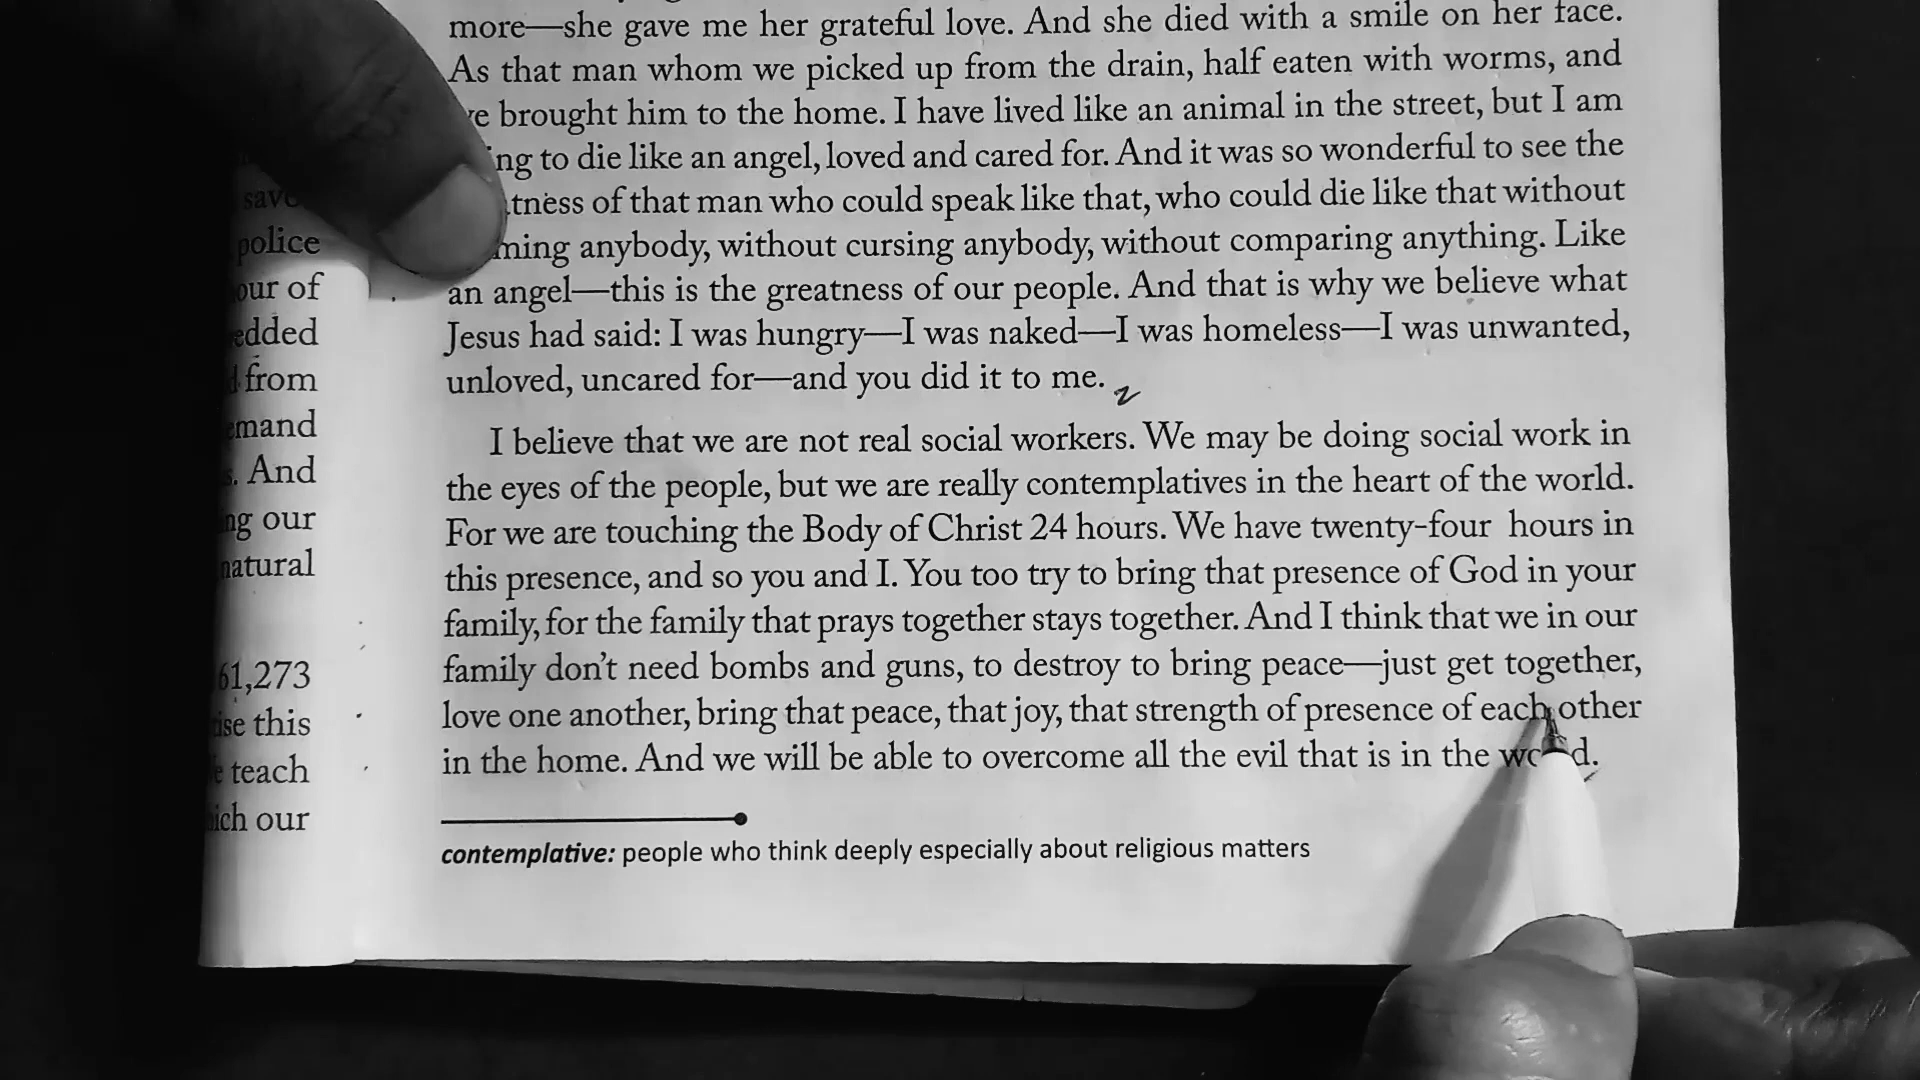 save
police
our of
edded
from
emand
. And
ng our
natural
61,273
ise this
e teach
ich our
more—she gave me her grateful love. And she died with a smile on her face.
As that man whom we picked up from the drain, half eaten with worms, and
brought him to the home. I have lived like an animal in the street, but I am
to die like an angel, loved and cared for. And it was so wonderful to see the
of that man who could speak like that, who could die like that without
anybody, without cursing anybody, without comparing anything. Like
an angel—this is the greatness of our people. And that is why we believe what
Jesus had said: I was hungry—I was naked—I was homeless—I was unwanted,
unloved, uncared for—and you did it to me. 2
I believe that we are not real social workers. We may be doing social work in
the eyes of the people, but we are really contemplatives in the heart of the world.
For we are touching the Body of Christ 24 hours. We have twenty-four hours in
this presence, and so you and I. You too try to bring that presence of God in your
family, for the family that prays together stays together. And I think that we in our
family don't need bombs and guns, to destroy to bring peace—just get together,
love one another, bring that peace, that joy, that strength of presence of each other
in the home. And we will be able to overcome all the evil that is in the
contemplative: people who think deeply especially about religious matters